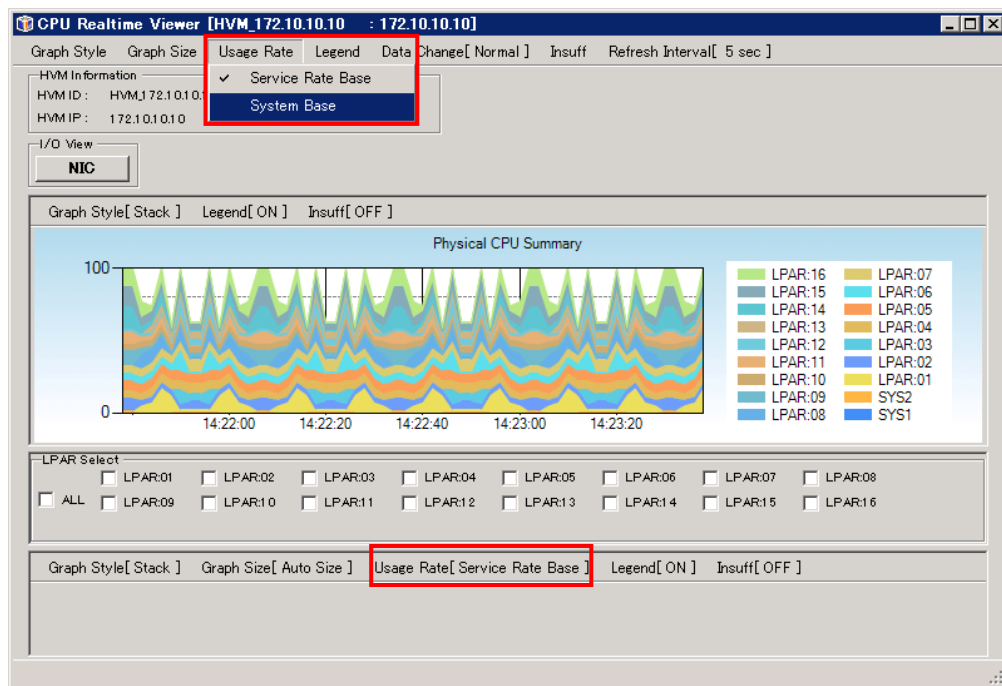 CPU Realtime Viewer [HVM_172.10.10.10 : 172.10.10.10]
Graph Style Graph Size Usage Rate Legend Data Change[ Normal ] Insuff Refresh Interval[ 5 sec ]
Service Rate Base
System Base
HVM Information
HVM ID : HVM_172.10.10.
HVM IP : 172.10.10.10
I/O View
NIC
Graph Style[ Stack ] Legend[ ON ] Insuff[ OFF ]
Physical CPU Summary
100
0
14:22:00 14:22:20 14:22:40 14:23:00 14:23:20
LPAR:16 LPAR:07
LPAR:15 LPAR:06
LPAR:14 LPAR:05
LPAR:13 LPAR:04
LPAR:12 LPAR:03
LPAR:11 LPAR:02
LPAR:10 LPAR:01
LPAR:09 SYS2
LPAR:08 SYS1
LPAR Select
ALL
LPAR:01 LPAR:02 LPAR:03 LPAR:04 LPAR:05 LPAR:06 LPAR:07 LPAR:08
LPAR:09 LPAR:10 LPAR:11 LPAR:12 LPAR:13 LPAR:14 LPAR:15 LPAR:16
Graph Style[ Stack ] Graph Size[ Auto Size ] Usage Rate[ Service Rate Base ] Legend[ ON ] Insuff[ OFF ]